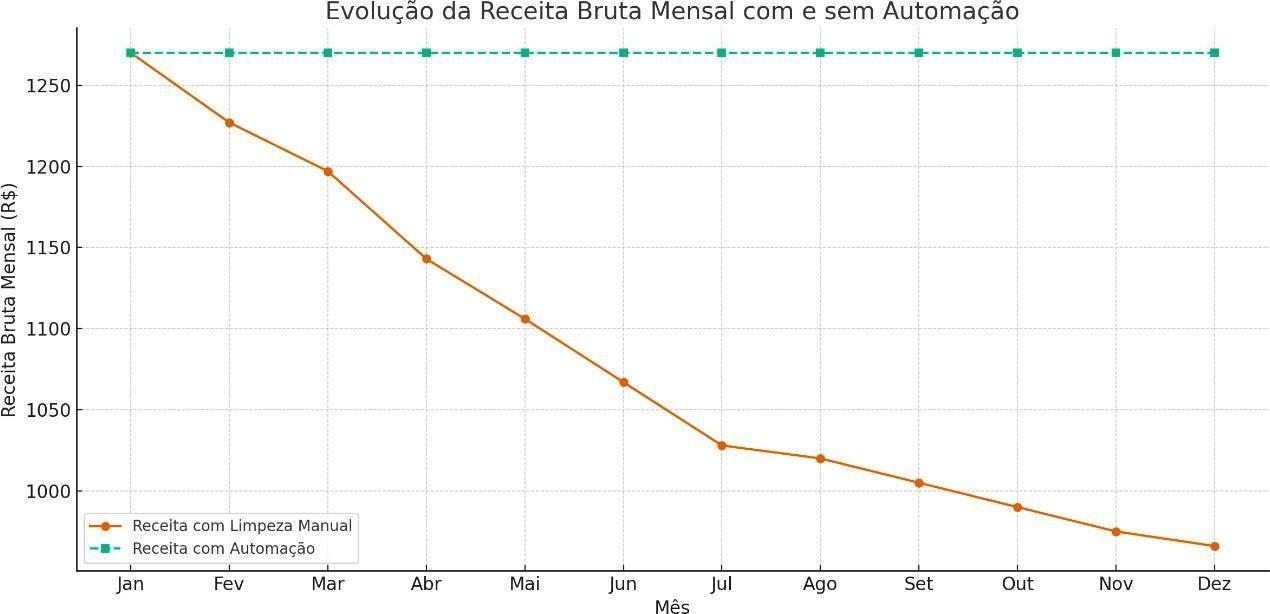 Evolução da Receita Bruta Mensal com e sem Automação
Receita Bruta Mensal (R$)
1250
1200
1150
1100
1050
1000
Receita com Limpeza Manual
Receita com Automação
Jan Fev Mar Abr Mai Jun Jul Ago Set Out Nov Dez
Mês